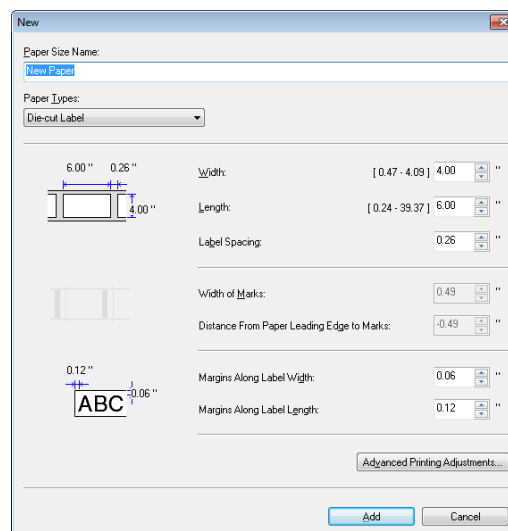 New
Paper Size Name:
New Paper
Paper Types:
Die-cut Label
6.00 " 0.26 "
4.00 "
Width: [ 0.47 - 4.09 ] 4.00 "
Length: [ 0.24 - 39.37 ] 6.00 "
Label Spacing: 0.26 "
Width of Marks: 0.49 "
Distance From Paper Leading Edge to Marks: -0.49 "
0.12 "
0.06 "
ABC
Margins Along Label Width: 0.06 "
Margins Along Label Length: 0.12 "
Advanced Printing Adjustments...
Add Cancel